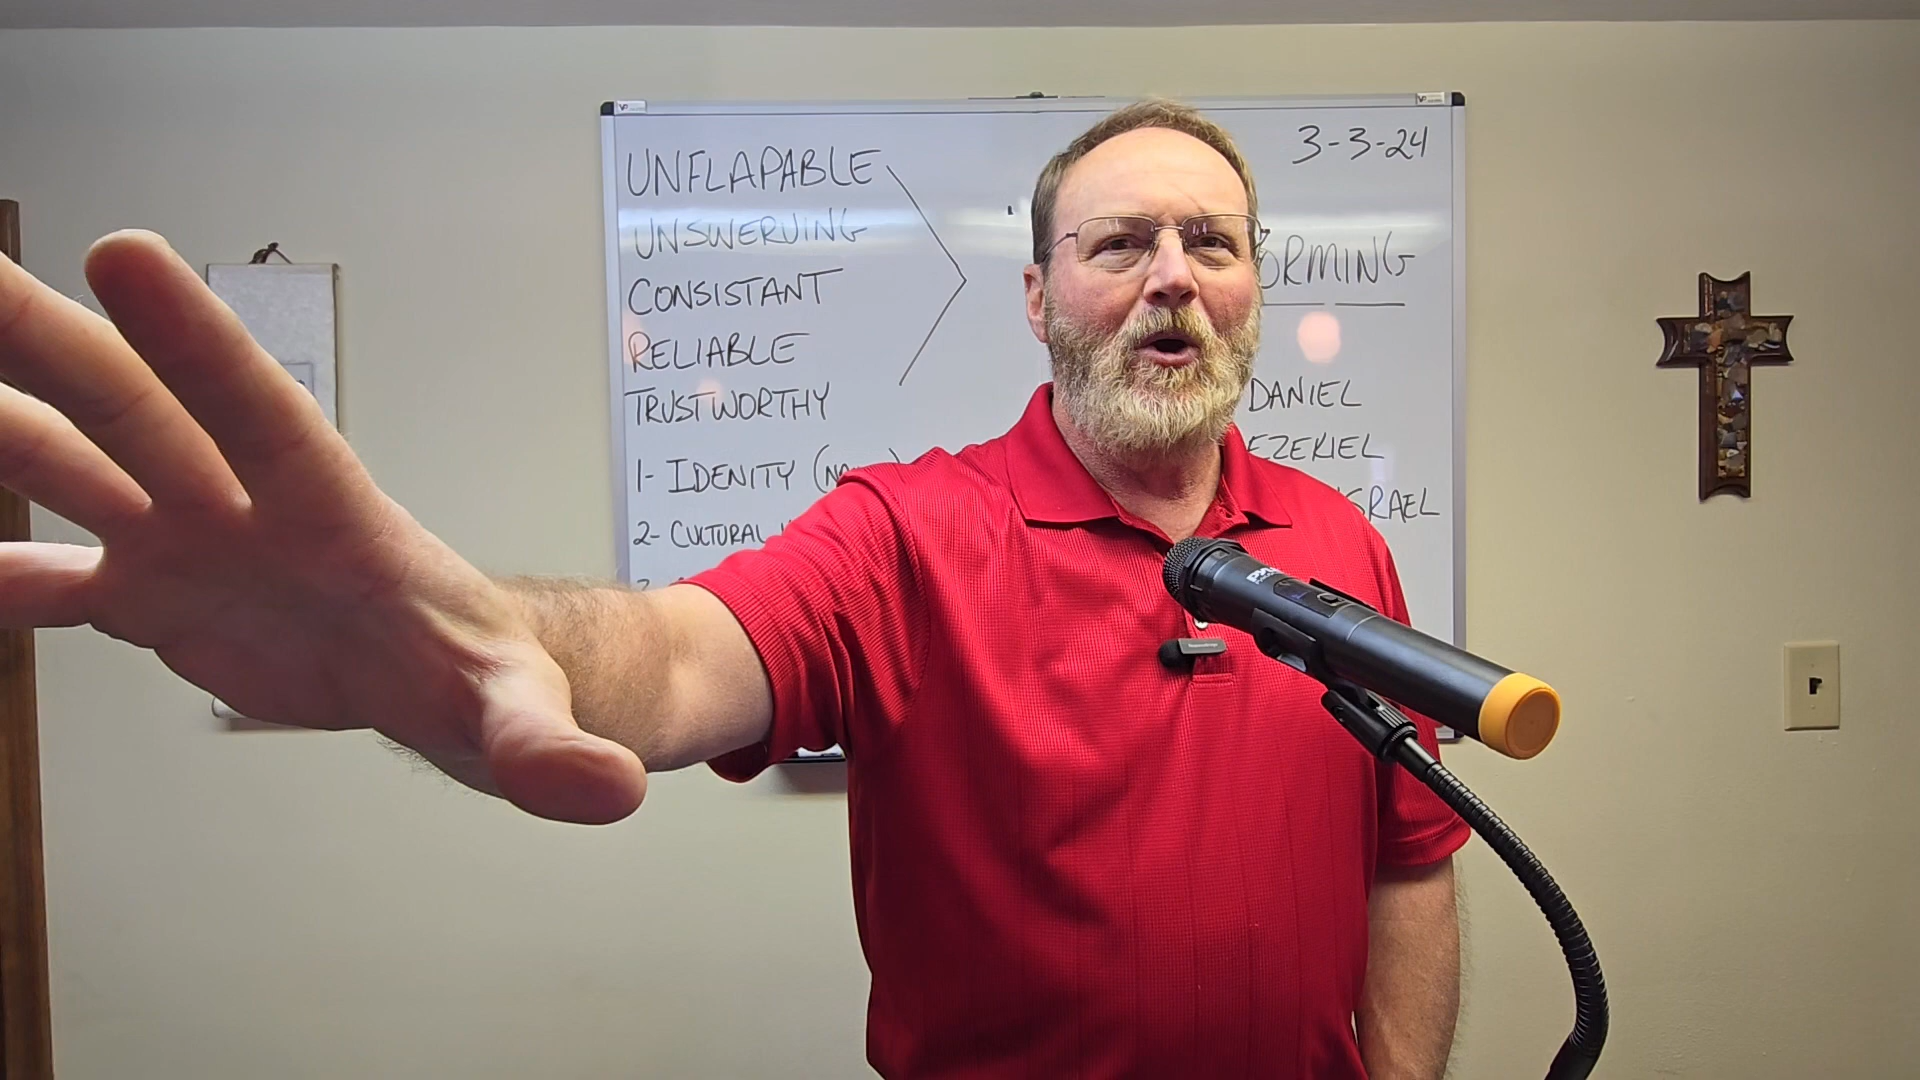 3-3-24
UNFLAPABLE
UNSWERVING
CONSISTANT
RELIABLE
TRUSTWORTHY
1- IDENITY
2- CULTURAL
ORMING
DANIEL
EZEKIEL
SRAEL